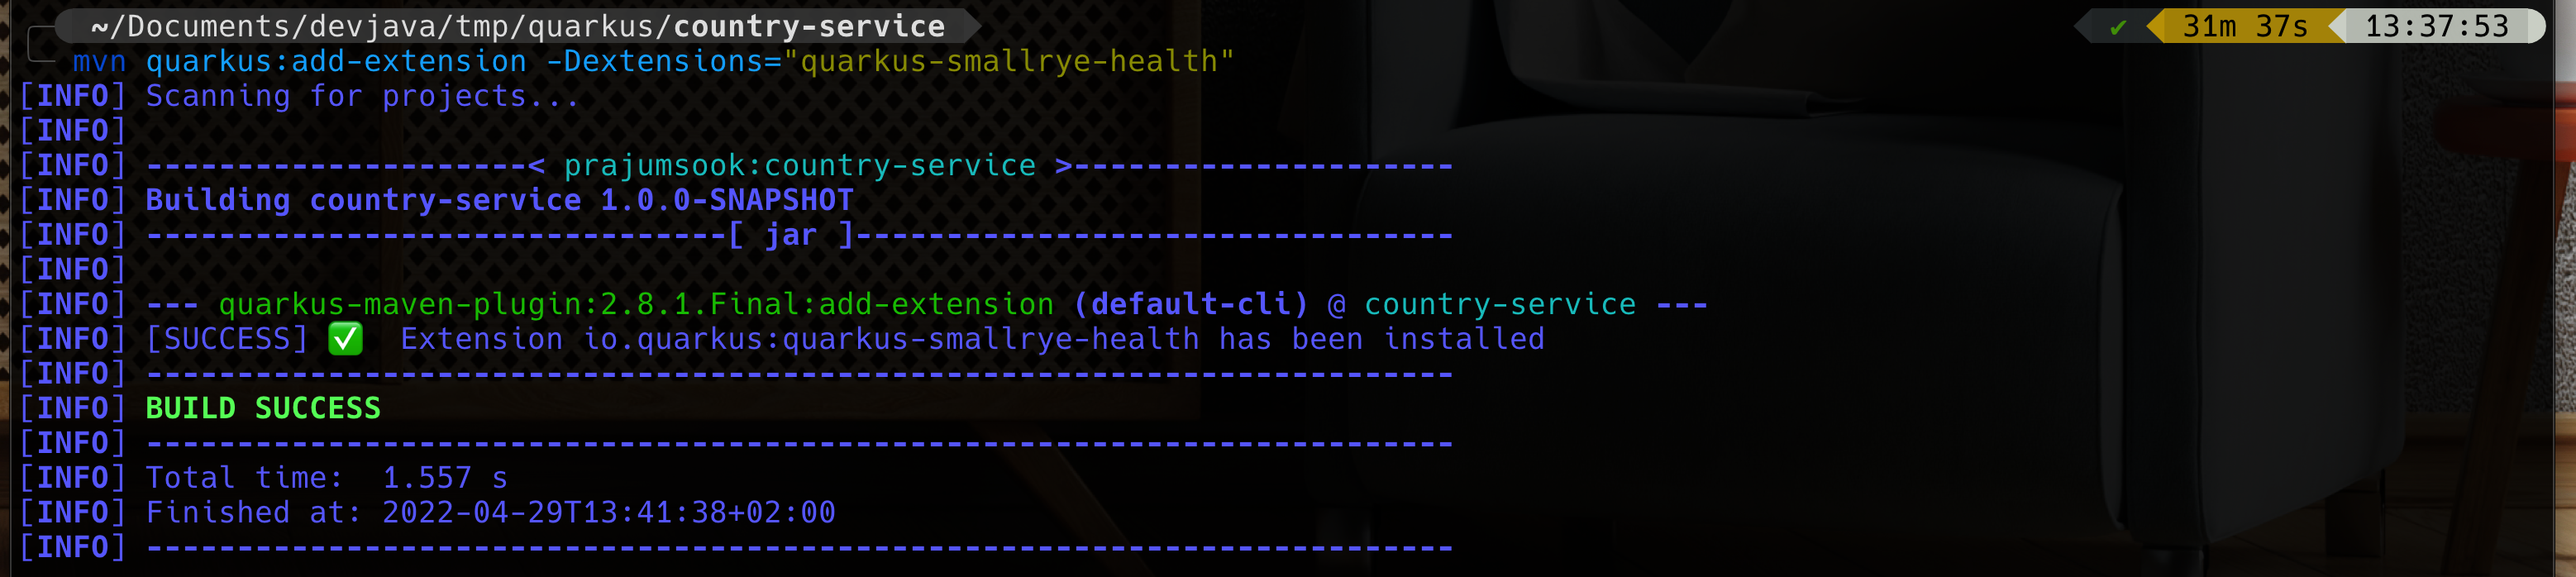 ~/Documents/devjava/tmp/quarkus/country-service ✔ 31m 37s 13:37:53
mvn quarkus:add-extension -Dextensions="quarkus-smallrye-health"
[INFO] Scanning for projects...
[INFO]
[INFO] ---------------------< prajumsook:country-service >---------------------
[INFO] Building country-service 1.0.0-SNAPSHOT
[INFO] --------------------------------[ jar ]---------------------------------
[INFO]
[INFO] --- quarkus-maven-plugin:2.8.1.Final:add-extension (default-cli) @ country-service ---
[INFO] [SUCCESS] ✅ Extension io.quarkus:quarkus-smallrye-health has been installed
[INFO] ------------------------------------------------------------------------
[INFO] BUILD SUCCESS
[INFO] ------------------------------------------------------------------------
[INFO] Total time:  1.557 s
[INFO] Finished at: 2022-04-29T13:41:38+02:00
[INFO] ------------------------------------------------------------------------